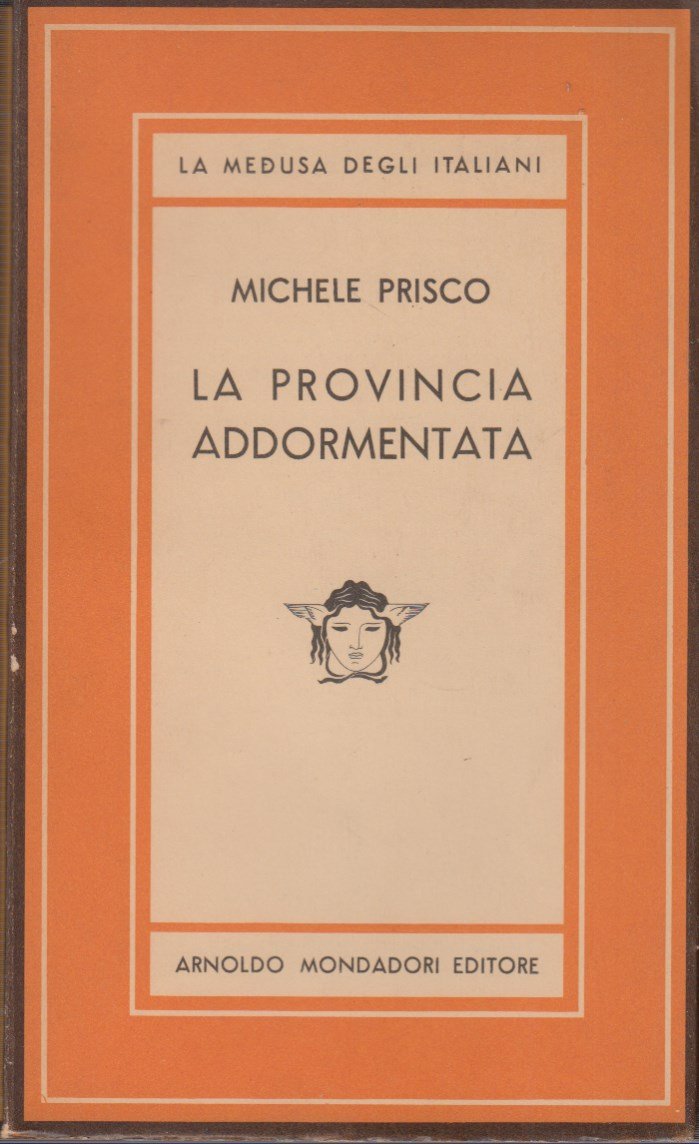 LA MEDUSA DEGLI ITALIANI
MICHELE PRISCO
LA PROVINCIA
ADDORMENTATA
ARNOLDO MONDADORI EDITORE